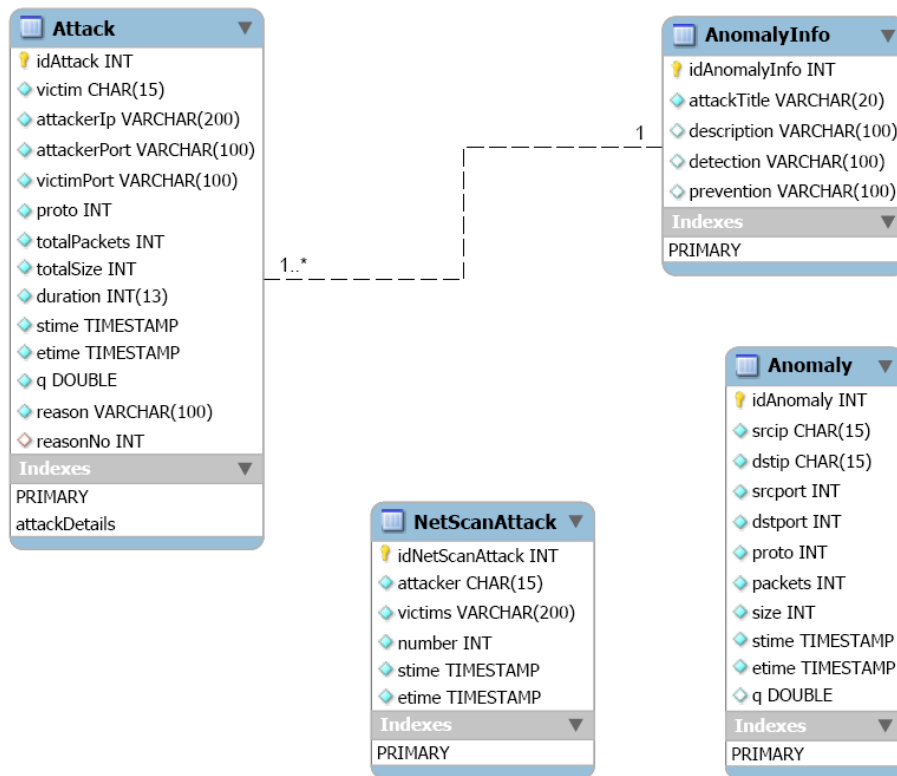 Attack
idAttack INT
victim CHAR(15)
attackerIp VARCHAR(200)
attackerPort VARCHAR(100)
victimPort VARCHAR(100)
proto INT
totalPackets INT
totalSize INT
duration INT(13)
stime TIMESTAMP
etime TIMESTAMP
q DOUBLE
reason VARCHAR(100)
reasonNo INT
Indexes
PRIMARY
attackDetails
1..*
1
AnomalyInfo
idAnomalyInfo INT
attackTitle VARCHAR(20)
description VARCHAR(100)
detection VARCHAR(100)
prevention VARCHAR(100)
Indexes
PRIMARY
NetScanAttack
idNetScanAttack INT
attacker CHAR(15)
victims VARCHAR(200)
number INT
stime TIMESTAMP
etime TIMESTAMP
Indexes
PRIMARY
Anomaly
idAnomaly INT
srcip CHAR(15)
dstip CHAR(15)
srcport INT
dstport INT
proto INT
packets INT
size INT
stime TIMESTAMP
etime TIMESTAMP
q DOUBLE
Indexes
PRIMARY